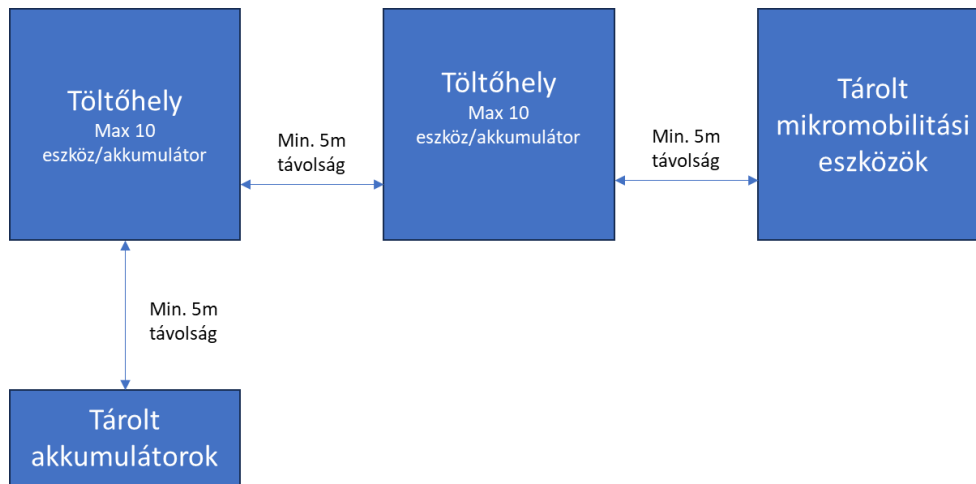 Töltőhely
Max 10
eszköz/akkumulátor
Min. 5m
távolság
Töltőhely
Max 10
eszköz/akkumulátor
Min. 5m
távolság
Tárolt
mikromobilitási
eszközök
Min. 5m
távolság
Tárolt
akkumulátorok